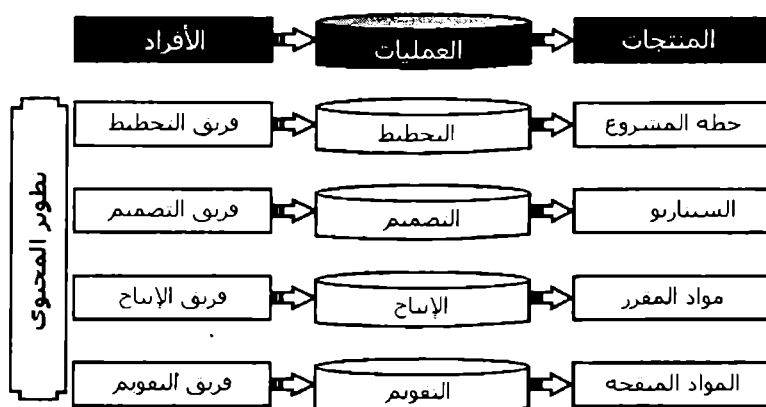 الأفراد
العمليات
المنتجات
تطوير المحتوى
فريق التخطيط
التخطيط
خطه المشروع
فريق التصميم
التصميم
السيناريو
فريق الإنتاج
الإنتاج
مواد المقرر
فريق التقويم
التقويم
المواد المنقحه